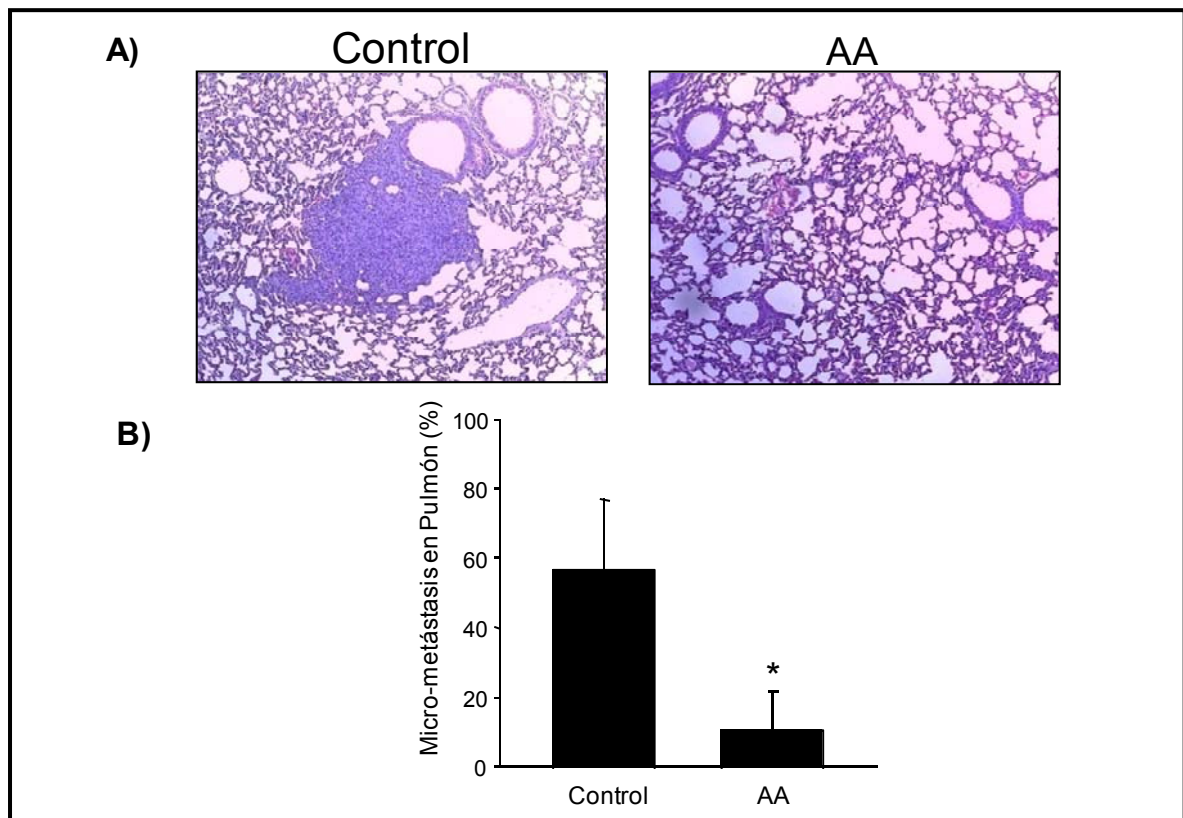 A)
Control
AA
B)
Micro-metástasis en Pulmón (%)
100
80
60
40
20
0
*
Control
AA